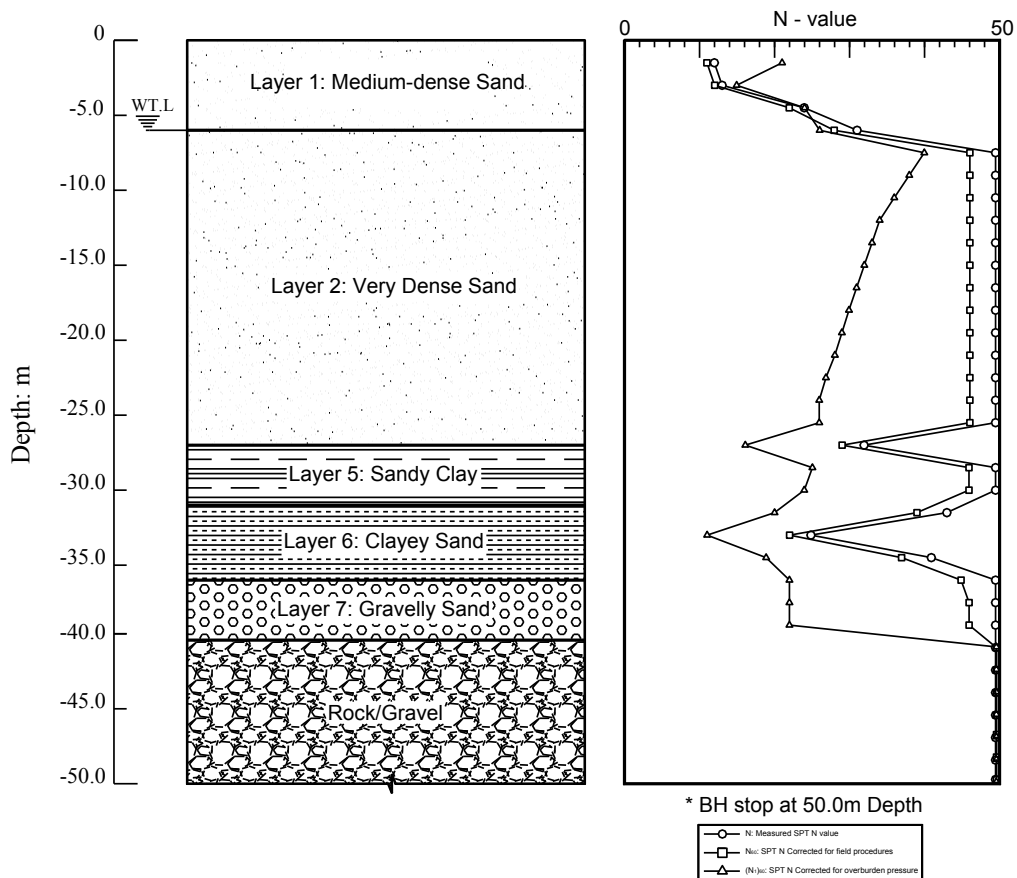 N - value
0
50
0
-5.0
-10.0
-15.0
-20.0
-25.0
-30.0
-35.0
-40.0
-45.0
-50.0
Depth: m
WT.L
Layer 1: Medium-dense Sand
Layer 2: Very Dense Sand
Layer 5: Sandy Clay
Layer 6: Clayey Sand
Layer 7: Gravelly Sand
Rock/Gravel
* BH stop at 50.0m Depth
N: Measured SPT N value
N60: SPT N Corrected for field procedures
(N1)60: SPT N Corrected for overburden pressure